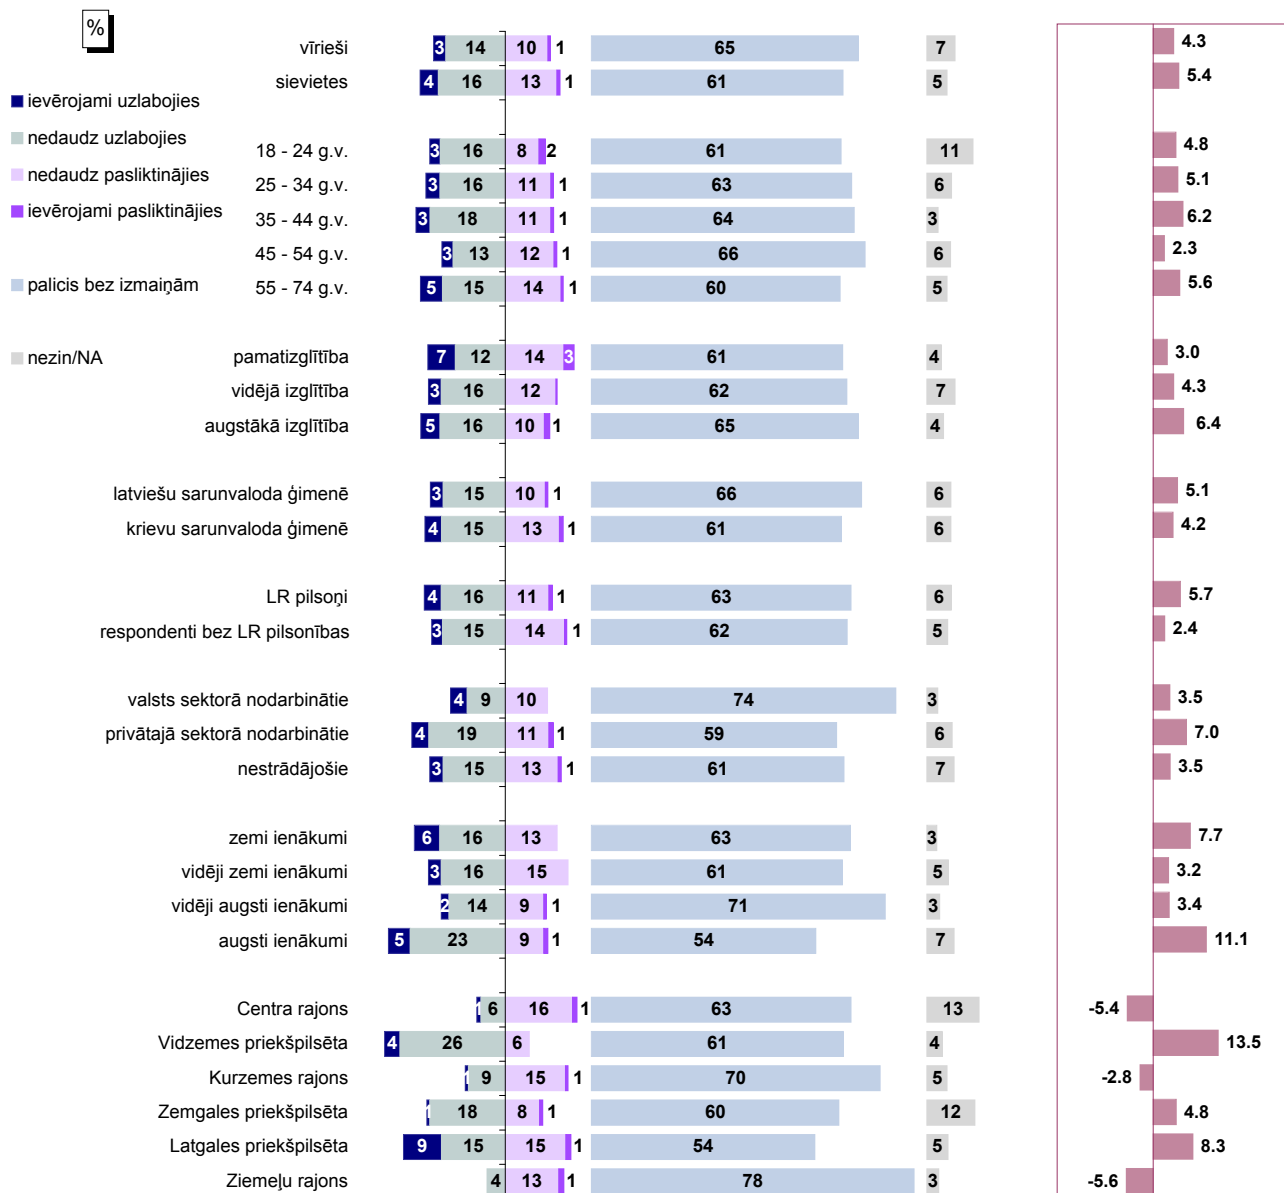 %
ievērojami uzlabojies
nedaudz uzlabojies
nedaudz pasliktinājies
ievērojami pasliktinājies
palicis bez izmaiņām
nezin/NA
vīrieši 3 14 10 1 65 7 4.3
sievietes 4 16 13 1 61 5 5.4
18 - 24 g.v. 3 16 8 2 61 11 4.8
25 - 34 g.v. 3 16 11 1 63 6 5.1
35 - 44 g.v. 3 18 11 1 64 3 6.2
45 - 54 g.v. 3 13 12 1 66 6 2.3
55 - 74 g.v. 5 15 14 1 60 5 5.6
pamatizglītība 7 12 14 3 61 4 3.0
vidējā izglītība 3 16 12 62 7 4.3
augstākā izglītība 5 16 10 1 65 4 6.4
latviešu sarunvaloda ģimenē 3 15 10 1 66 6 5.1
krievu sarunvaloda ģimenē 4 15 13 1 61 6 4.2
LR pilsoņi 4 16 11 1 63 6 5.7
respondenti bez LR pilsonības 3 15 14 1 62 5 2.4
valsts sektorā nodarbinātie 4 9 10 74 3 3.5
privātajā sektorā nodarbinātie 4 19 11 1 59 6 7.0
nestrādājošie 3 15 13 1 61 7 3.5
zemi ienākumi 6 16 13 63 3 7.7
vidēji zemi ienākumi 3 16 15 61 5 3.2
vidēji augsti ienākumi 2 14 9 1 71 3 3.4
augsti ienākumi 5 23 9 1 54 7 11.1
Centra rajons 1 6 16 1 63 13 -5.4
Vidzemes priekšpilsēta 4 26 6 61 4 13.5
Kurzemes rajons 1 9 15 1 70 5 -2.8
Zemgales priekšpilsēta 1 18 8 1 60 12 4.8
Latgales priekšpilsēta 9 15 15 1 54 5 8.3
Ziemeļu rajons 4 13 1 78 3 -5.6